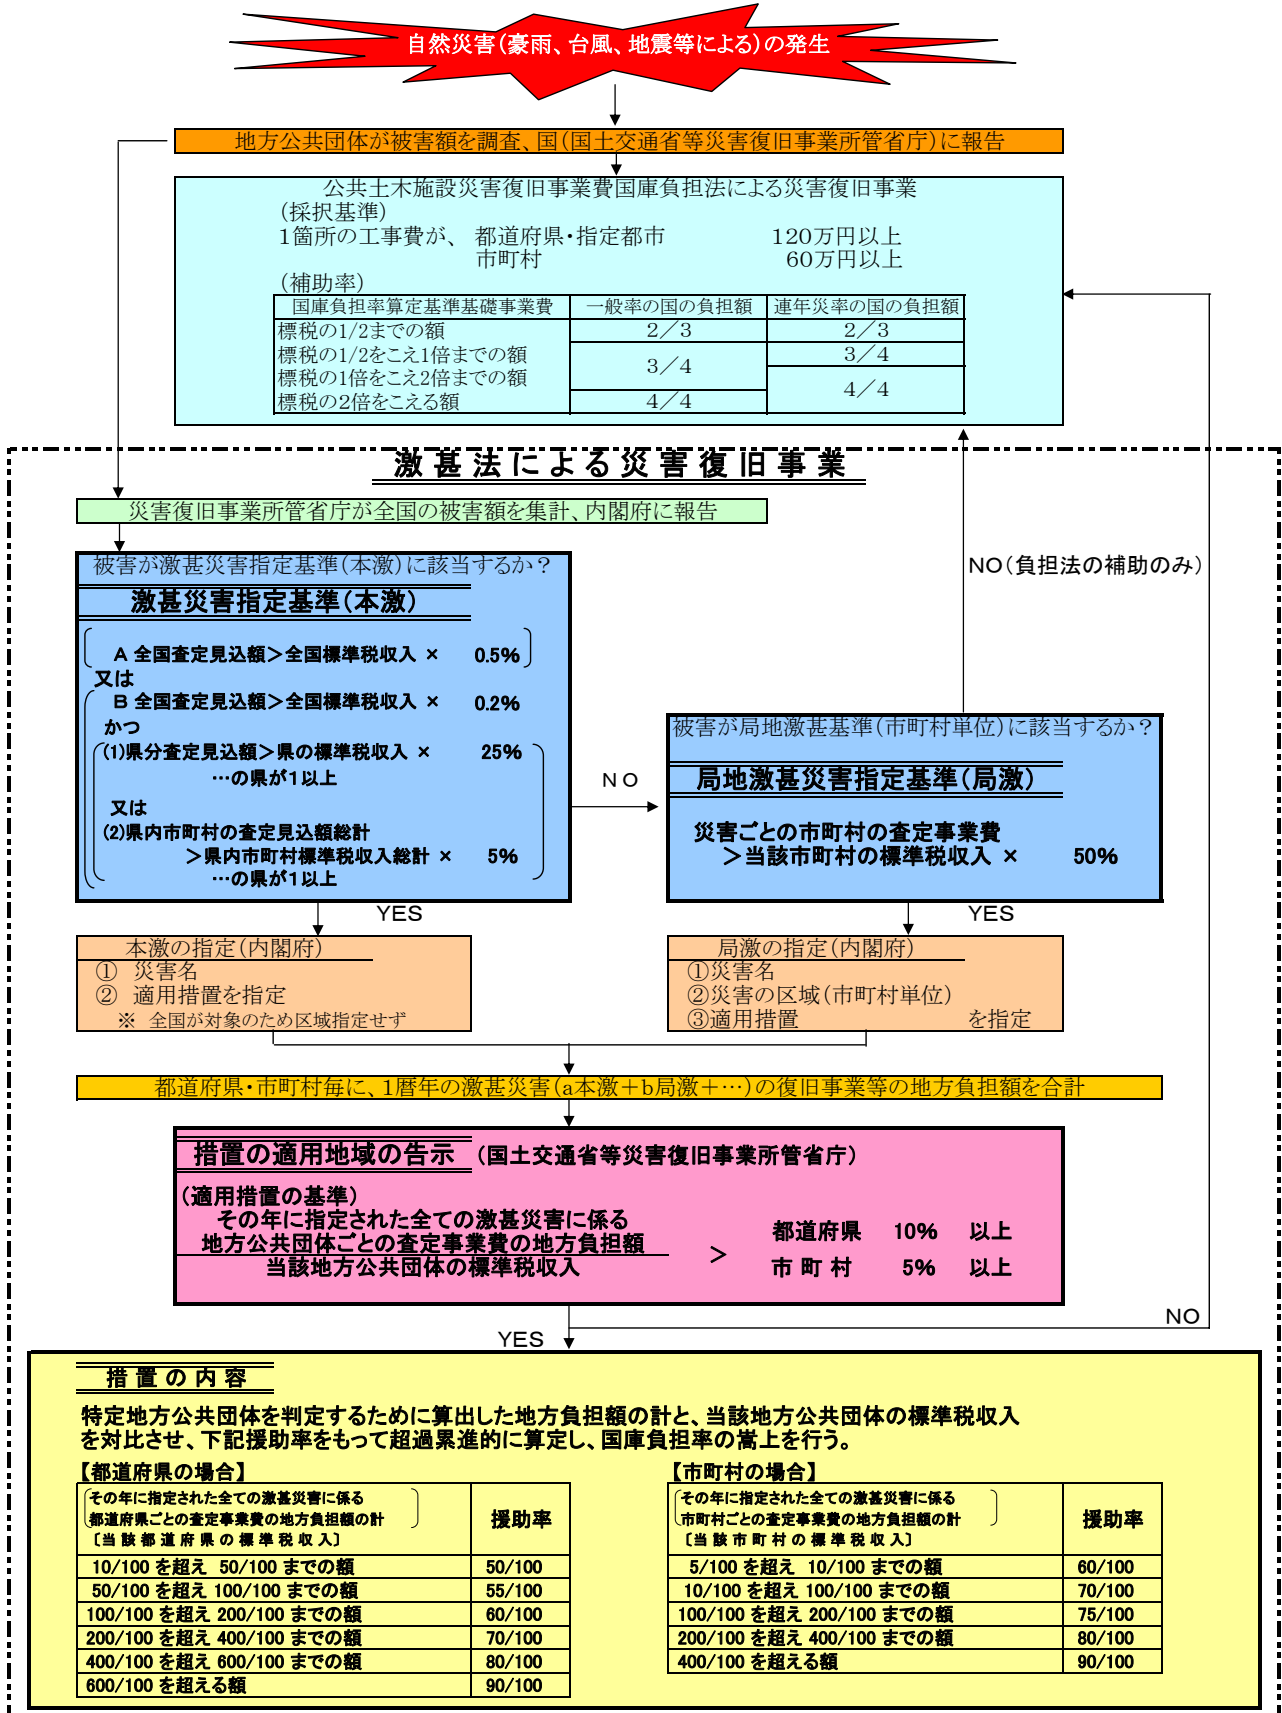 自然災害(豪雨、台風、地震等による)の発生
地方公共団体が被害額を調査、国(国土交通省等災害復旧事業所管省庁)に報告
公共土木施設災害復旧事業費国庫負担法による災害復旧事業
(採択基準)
1箇所の工事費が、 都道府県・指定都市 120万円以上
市町村 60万円以上
(補助率)
国庫負担率算定基準基礎事業費 一般率の国の負担額 連年災率の国の負担額
標税の1/2までの額 2/3 2/3
標税の1/2をこえ1倍までの額 3/4 3/4
標税の1倍をこえ2倍までの額 4/4
標税の2倍をこえる額 4/4
激甚法による災害復旧事業
災害復旧事業所管省庁が全国の被害額を集計、内閣府に報告
NO(負担法の補助のみ)
被害が激甚災害指定基準(本激)に該当するか?
激甚災害指定基準(本激)
A 全国査定見込額>全国標準税収入 × 0.5%
又は
B 全国査定見込額>全国標準税収入 × 0.2%
かつ
(1)県分査定見込額>県の標準税収入 × 25%
…の県が1以上
又は
(2)県内市町村の査定見込額総計
>県内市町村標準税収入総計 × 5%
…の県が1以上
NO
被害が局地激甚基準(市町村単位)に該当するか?
局地激甚災害指定基準(局激)
災害ごとの市町村の査定事業費
>当該市町村の標準税収入 × 50%
YES
YES
本激の指定(内閣府)
① 災害名
② 適用措置を指定
※ 全国が対象のため区域指定せず
局激の指定(内閣府)
①災害名
②災害の区域(市町村単位)
③適用措置 を指定
都道府県・市町村毎に、1暦年の激甚災害(a本激+b局激+…)の復旧事業等の地方負担額を合計
措置の適用地域の告示 (国土交通省等災害復旧事業所管省庁)
(適用措置の基準)
その年に指定された全ての激甚災害に係る
地方公共団体ごとの査定事業費の地方負担額
当該地方公共団体の標準税収入
>
都道府県 10% 以上
市町村 5% 以上
NO
YES
措置の内容
特定地方公共団体を判定するために算出した地方負担額の計と、当該地方公共団体の標準税収入
を対比させ、下記援助率をもって超過累進的に算定し、国庫負担率の嵩上を行う。
【都道府県の場合】
その年に指定された全ての激甚災害に係る
都道府県ごとの査定事業費の地方負担額の計
〔当該都道府県の標準税収入〕
援助率
10/100 を超え 50/100 までの額 50/100
50/100 を超え 100/100 までの額 55/100
100/100 を超え 200/100 までの額 60/100
200/100 を超え 400/100 までの額 70/100
400/100 を超え 600/100 までの額 80/100
600/100 を超える額 90/100
【市町村の場合】
その年に指定された全ての激甚災害に係る
市町村ごとの査定事業費の地方負担額の計
〔当該市町村の標準税収入〕
援助率
5/100 を超え 10/100 までの額 60/100
10/100 を超え 100/100 までの額 70/100
100/100 を超え 200/100 までの額 75/100
200/100 を超え 400/100 までの額 80/100
400/100 を超える額 90/100